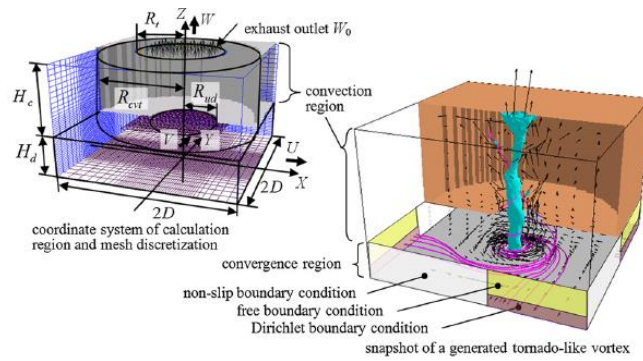 R_t
Z
W
exhaust outlet W_0
convection
region
H_c
R_cvt
R_ud
H_d
V
Y
U
X
2D
2D
coordinate system of calculation
region and mesh discretization
convergence region
non-slip boundary condition
free boundary condition
Dirichlet boundary condition
snapshot of a generated tornado-like vortex